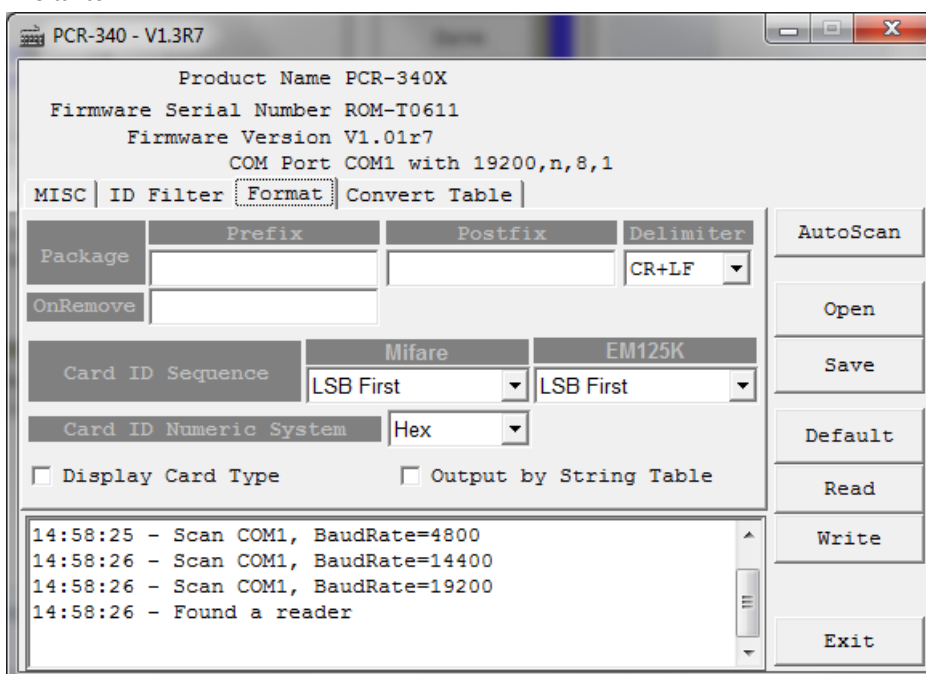 PCR-340 - V1.3R7
Product Name PCR-340X
Firmware Serial Number ROM-T0611
Firmware Version V1.01r7
COM Port COM1 with 19200,n,8,1
MISC ID Filter Format Convert Table
Prefix Postfix Delimiter
Package CR+LF
OnRemove
Mifare EM125K
Card ID Sequence LSB First LSB First
Card ID Numeric System Hex
Display Card Type Output by String Table
14:58:25 - Scan COM1, BaudRate=4800
14:58:26 - Scan COM1, BaudRate=14400
14:58:26 - Scan COM1, BaudRate=19200
14:58:26 - Found a reader
AutoScan
Open
Save
Default
Read
Write
Exit